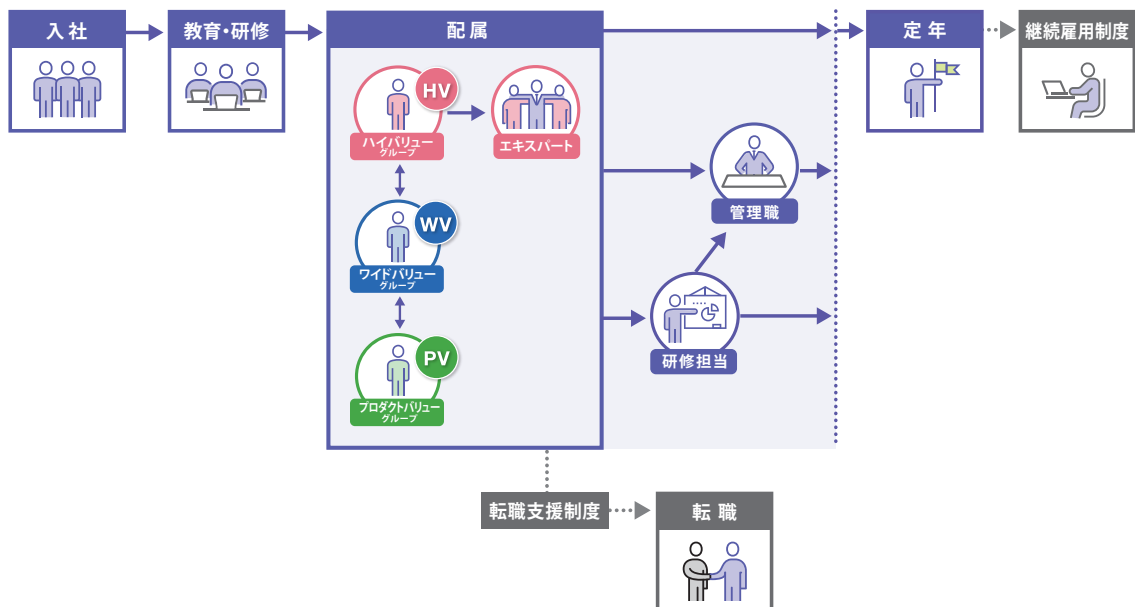 入社
教育・研修
配属
定年
継続雇用制度
HV
ハイバリュー
グループ
エキスパート
管理職
WV
ワイドバリュー
グループ
研修担当
PV
プロダクトバリュー
グループ
転職支援制度
転職